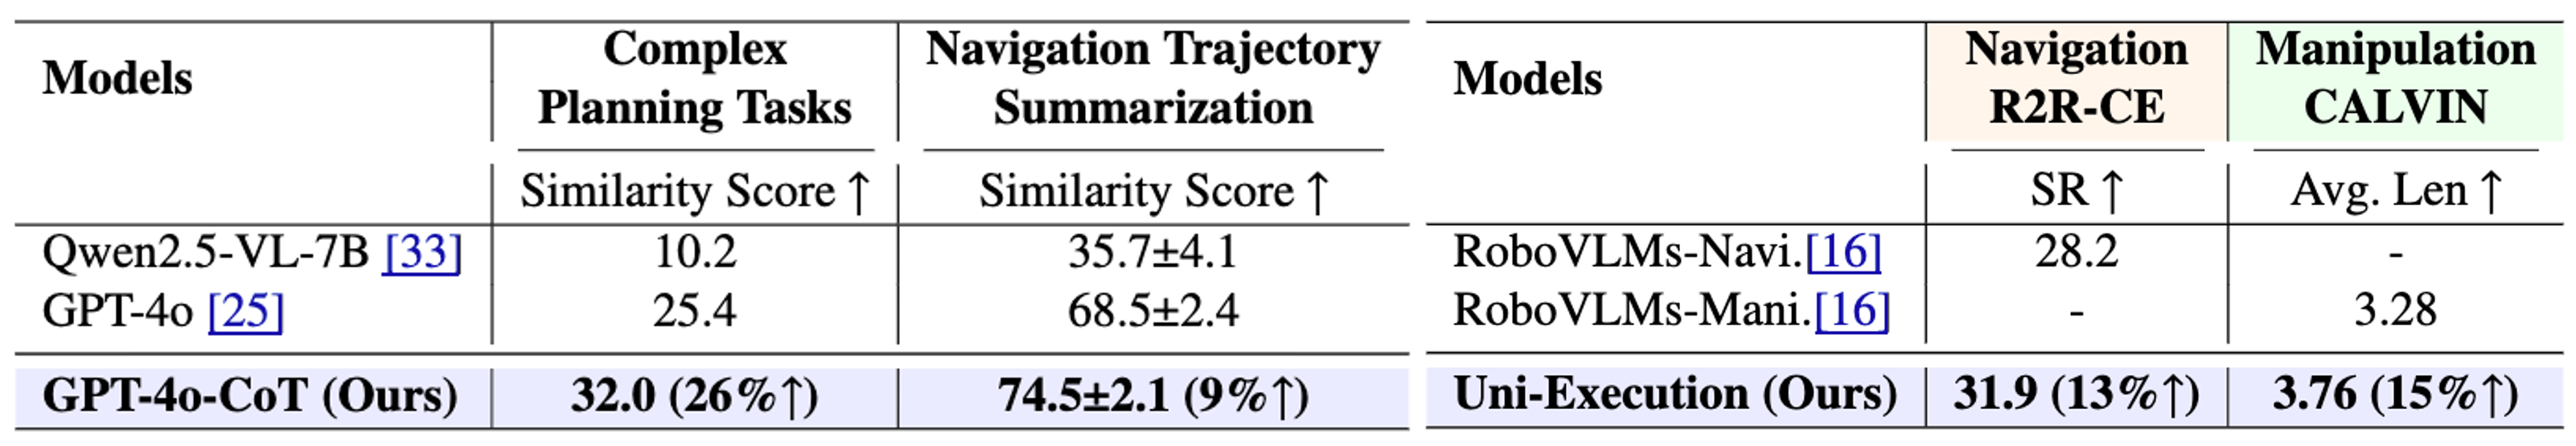 Models Complex Planning Tasks Navigation Trajectory Summarization
Similarity Score ↑ Similarity Score ↑
Qwen2.5-VL-7B [33] 10.2 35.7±4.1
GPT-4o [25] 25.4 68.5±2.4
GPT-4o-CoT (Ours) 32.0 (26%↑) 74.5±2.1 (9%↑)
Models Navigation R2R-CE Manipulation CALVIN
SR ↑ Avg. Len ↑
RoboVLMs-Navi.[16] 28.2 -
RoboVLMs-Mani.[16] - 3.28
Uni-Execution (Ours) 31.9 (13%↑) 3.76 (15%↑)